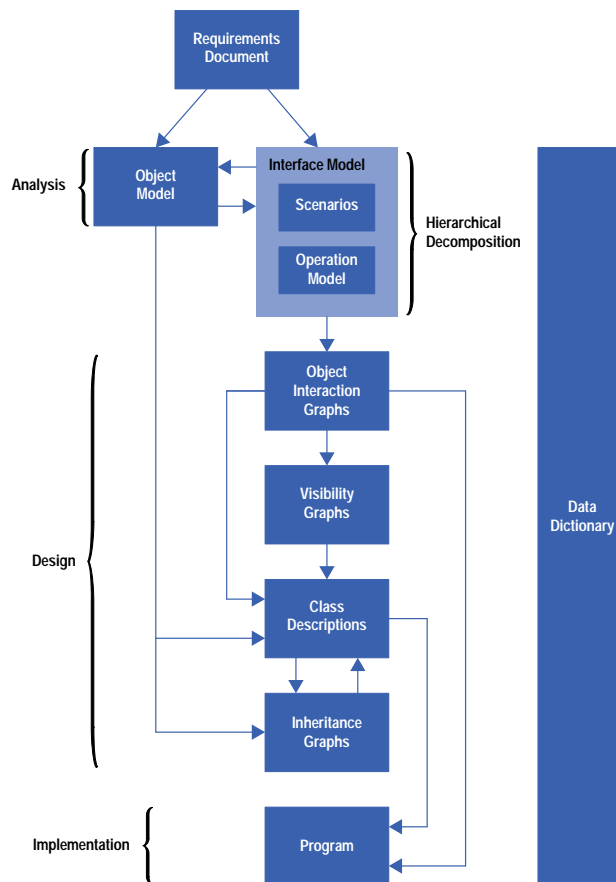 Requirements
Document
Analysis
Object
Model
Interface Model
Scenarios
Operation
Model
Hierarchical
Decomposition
Object
Interaction
Graphs
Visibility
Graphs
Data
Dictionary
Design
Class
Descriptions
Inheritance
Graphs
Implementation
Program